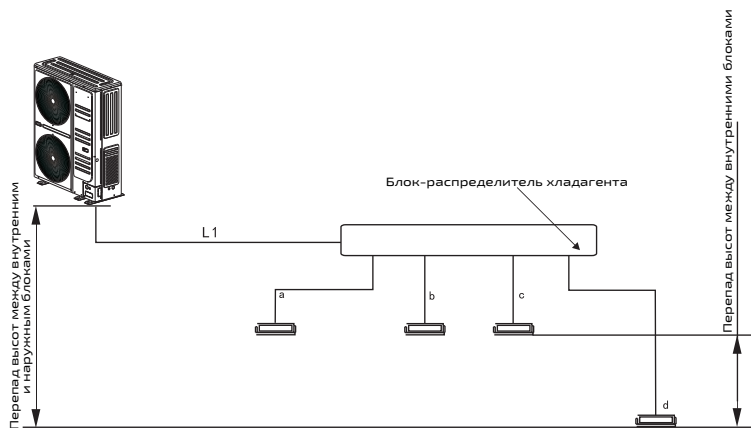 Перепад высот между внутренними блоками
Блок-распределитель хладагента
L1
a
b
c
d
Перепад высот между внутренним
и наружным блоками